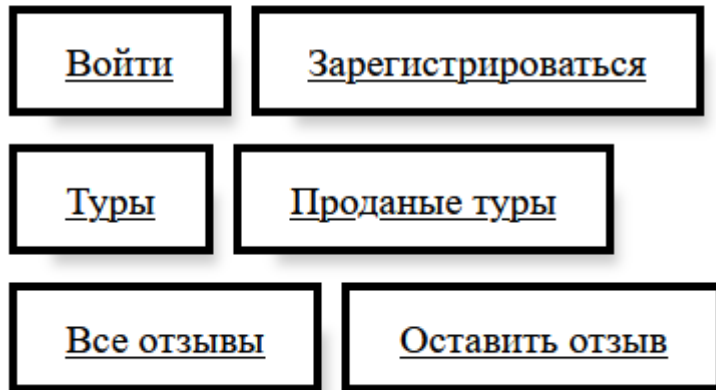 Войти Зарегистрироваться
Туры Проданые туры
Все отзывы Оставить отзыв